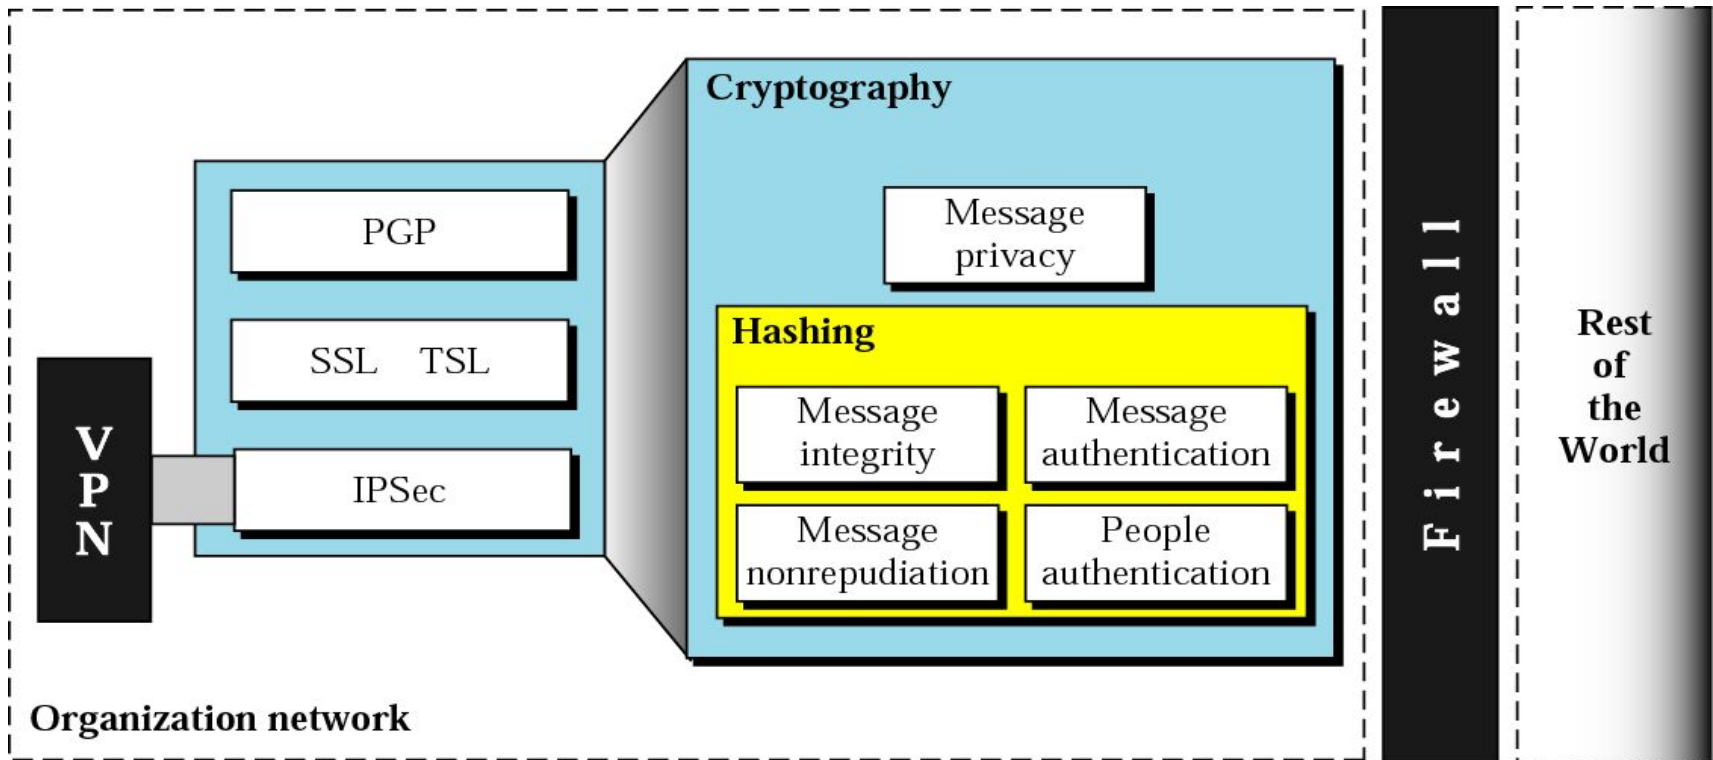 Cryptography
PGP
Message
privacy
Hashing
SSL TSL
Message
integrity
Message
authentication
VPN
IPSec
Message
nonrepudiation
People
authentication
Organization network
Firewall
Rest
of
the
World